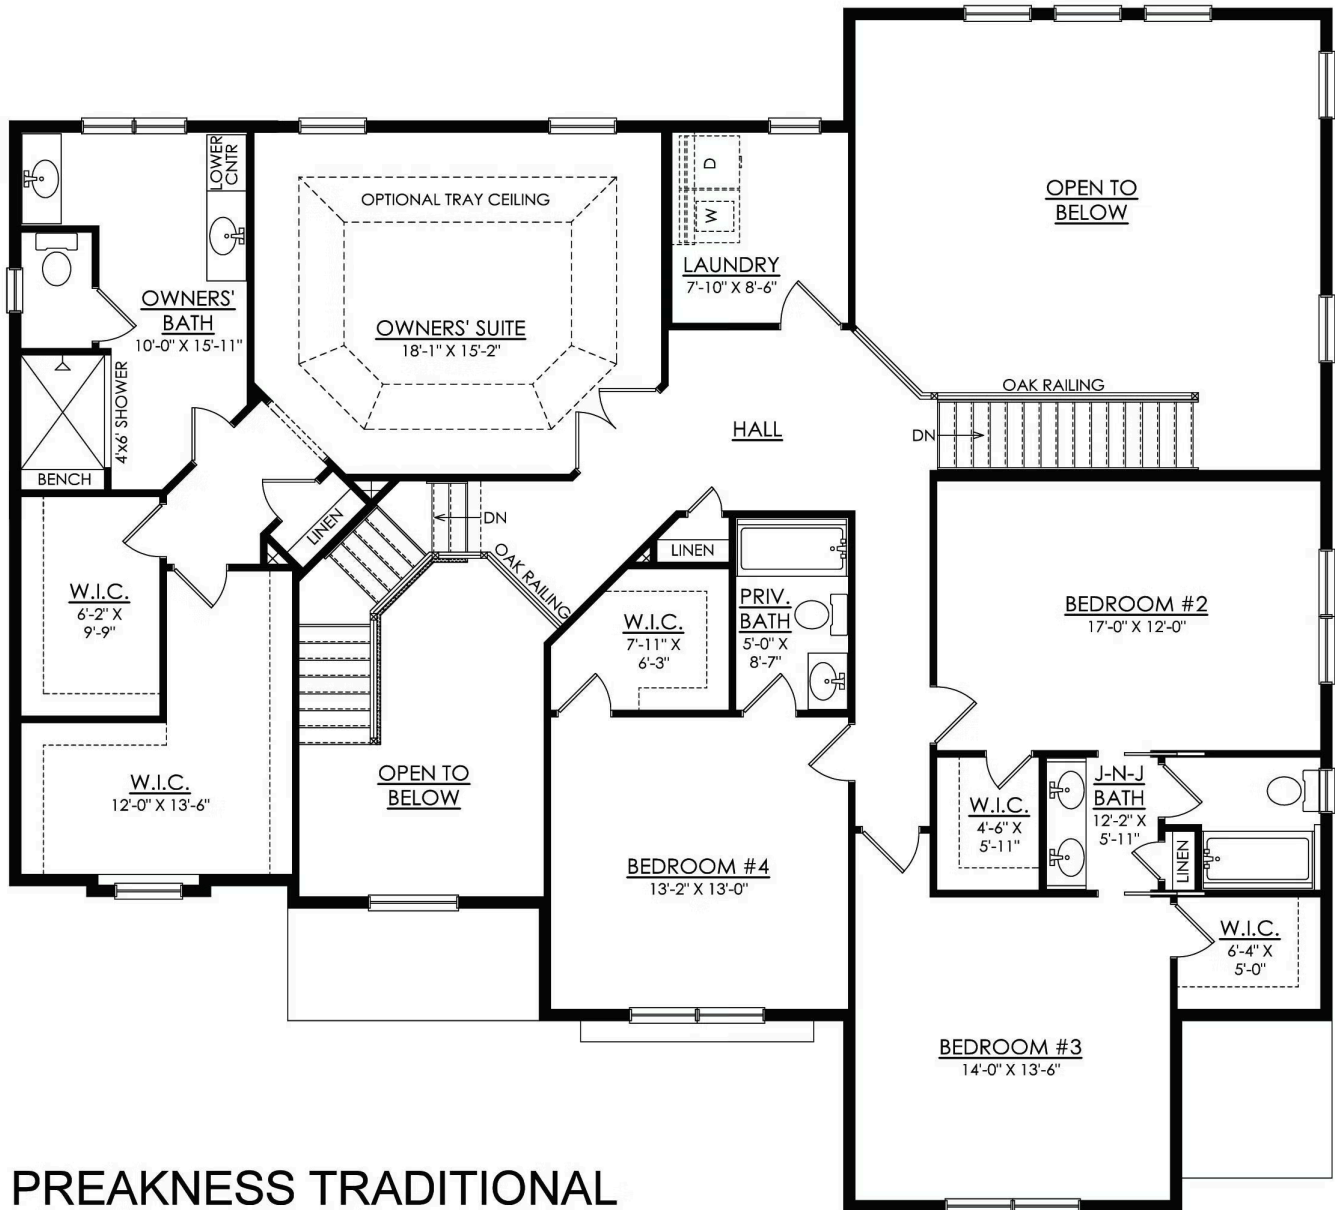 LOWER
CNTR
OPTIONAL TRAY CEILING
D
W
OPEN TO
BELOW
LAUNDRY
7'-10" X 8'-6"
OWNERS'
BATH
10'-0" X 15'-11"
OWNERS' SUITE
18'-1" X 15'-2"
4'x6' SHOWER
BENCH
OAK RAILING
HALL
DN
LINEN
DN
OAK RAILING
LINEN
W.I.C.
6'-2" X
9'-9"
W.I.C.
7'-11" X
6'-3"
PRIV.
BATH
5'-0" X
8'-7"
BEDROOM #2
17'-0" X 12'-0"
W.I.C.
12'-0" X 13'-6"
OPEN TO
BELOW
W.I.C.
4'-6" X
5'-11"
J-N-J
BATH
12'-2" X
5'-11"
LINEN
BEDROOM #4
13'-2" X 13'-0"
W.I.C.
6'-4" X
5'-0"
BEDROOM #3
14'-0" X 13'-6"
PREAKNESS TRADITIONAL